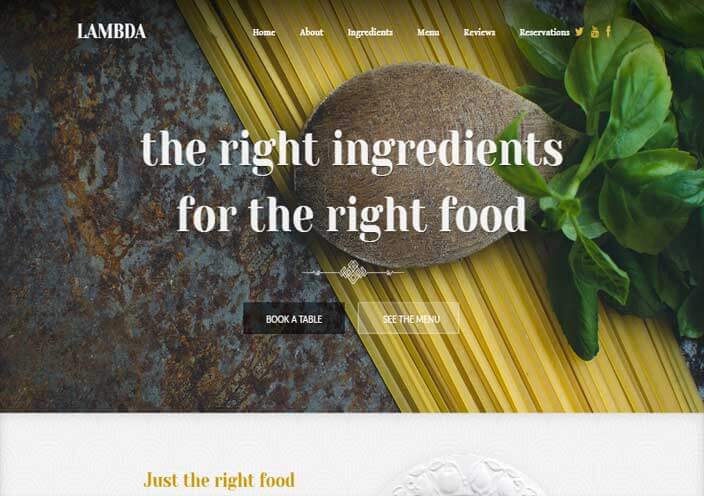 LAMBDA
Home About Ingredients Menu Reviews Reservations
the right ingredients
for the right food
BOOK A TABLE SEE THE MENU
Just the right food